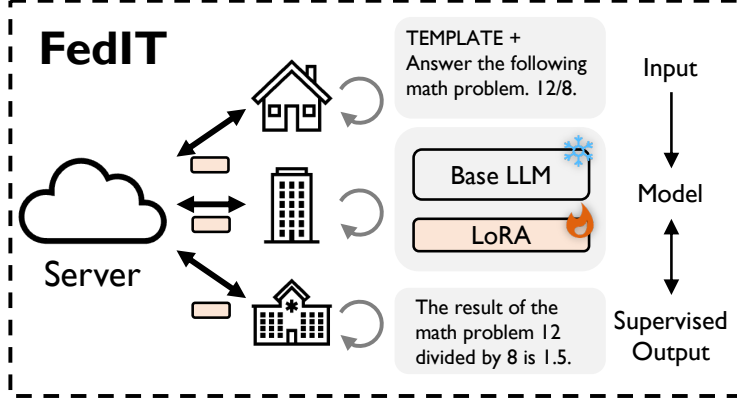 FedIT
TEMPLATE +
Answer the following
math problem. 12/8.
Input
Base LLM
Model
LoRA
Server
The result of the
math problem 12
divided by 8 is 1.5.
Supervised
Output